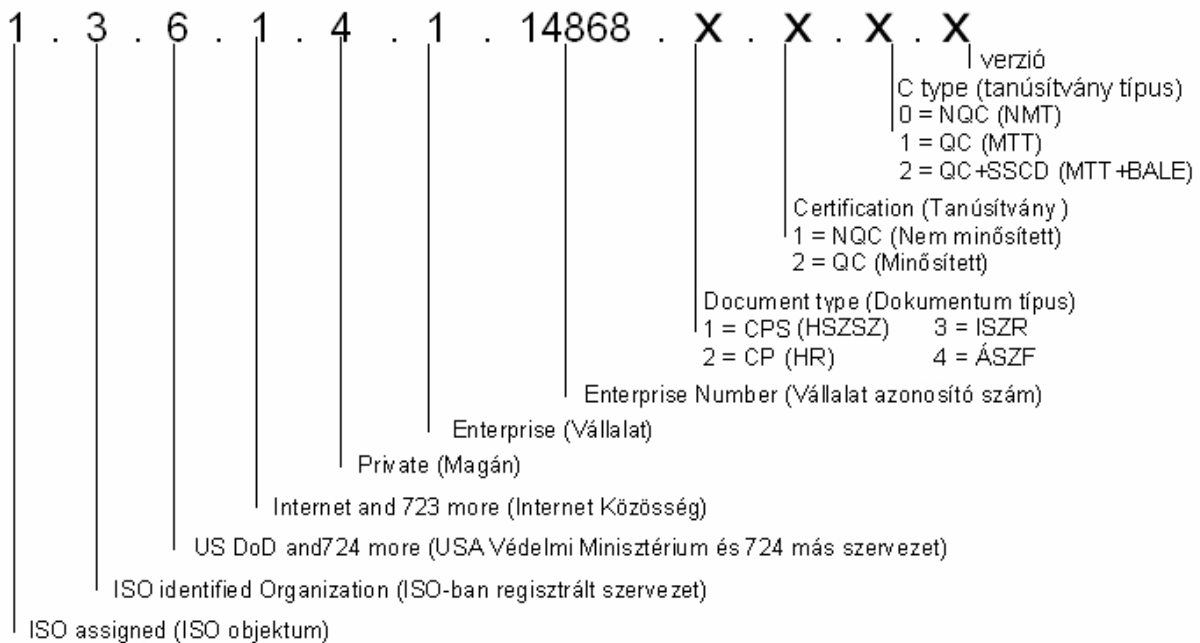 1 . 3 . 6 . 1 . 4 . 1 . 14868 . X . X . X . X
verzió
C type (tanúsítvány típus)
0 = NQC (NMT)
1 = QC (MTT)
2 = QC+SSCD (MTT+BALE)
Certification (Tanúsítvány )
1 = NQC (Nem minősített)
2 = QC (Minősített)
Document type (Dokumentum típus)
1 = CPS (HSZSZ) 3 = ISZR
2 = CP (HR) 4 = ÁSZF
Enterprise Number (Vállalat azonosító szám)
Enterprise (Vállalat)
Private (Magán)
Internet and 723 more (Internet Közösség)
US DoD and724 more (USA Védelmi Minisztérium és 724 más szervezet)
ISO identified Organization (ISO-ban regisztrált szervezet)
ISO assigned (ISO objektum)